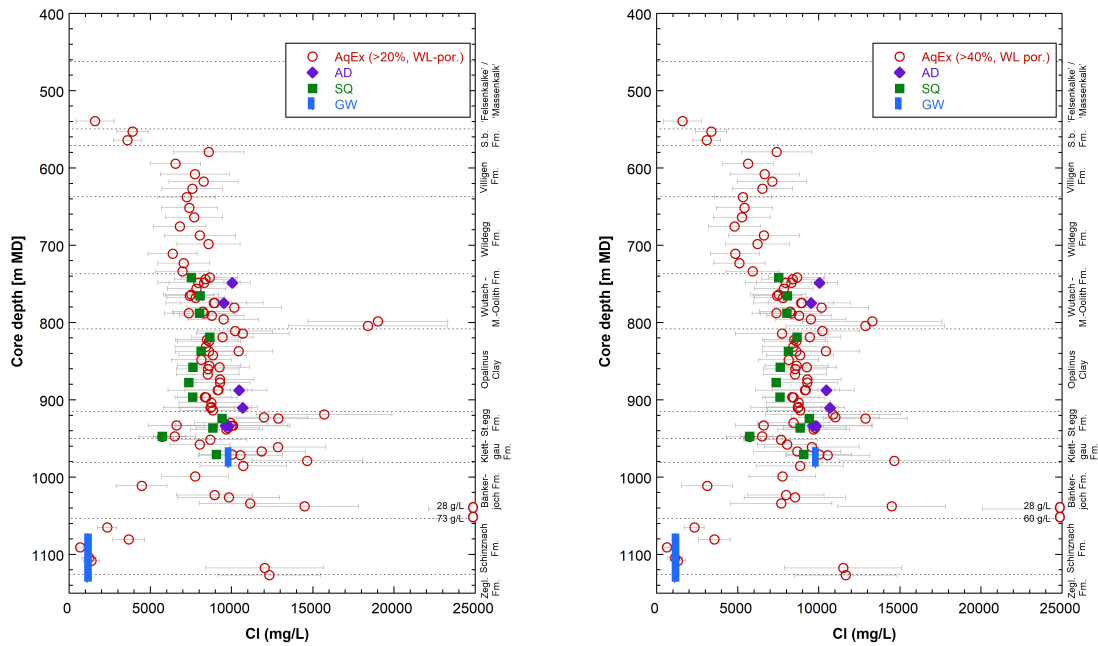 400
500
600
700
800
900
1000
1100
Core depth [m MD]
0
5000
10000
15000
20000
25000
Cl (mg/L)
AqEx (>20%, WL-por.)
AD
SQ
GW
28 g/L
73 g/L
'Felsenkalke' /
'Massenkalk'
S.b.
Fm.
Villigen
Fm.
Wildegg
Fm.
Wutach -
M.-Oolith Fm.
Opalinus
Clay
St.egg
Fm.
Klett-
gau
Fm.
Bänker-
joch Fm.
Schinznach
Fm.
Zegl.
Fm.
400
500
600
700
800
900
1000
1100
Core depth [m MD]
0
5000
10000
15000
20000
25000
Cl (mg/L)
AqEx (>40%, WL por.)
AD
SQ
GW
28 g/L
60 g/L
'Felsenkalke' /
'Massenkalk'
S.b.
Fm.
Villigen
Fm.
Wildegg
Fm.
Wutach -
M.-Oolith Fm.
Opalinus
Clay
St.egg
Fm.
Klett-
gau
Fm.
Bänker-
joch Fm.
Schinznach
Fm.
Zegl.
Fm.